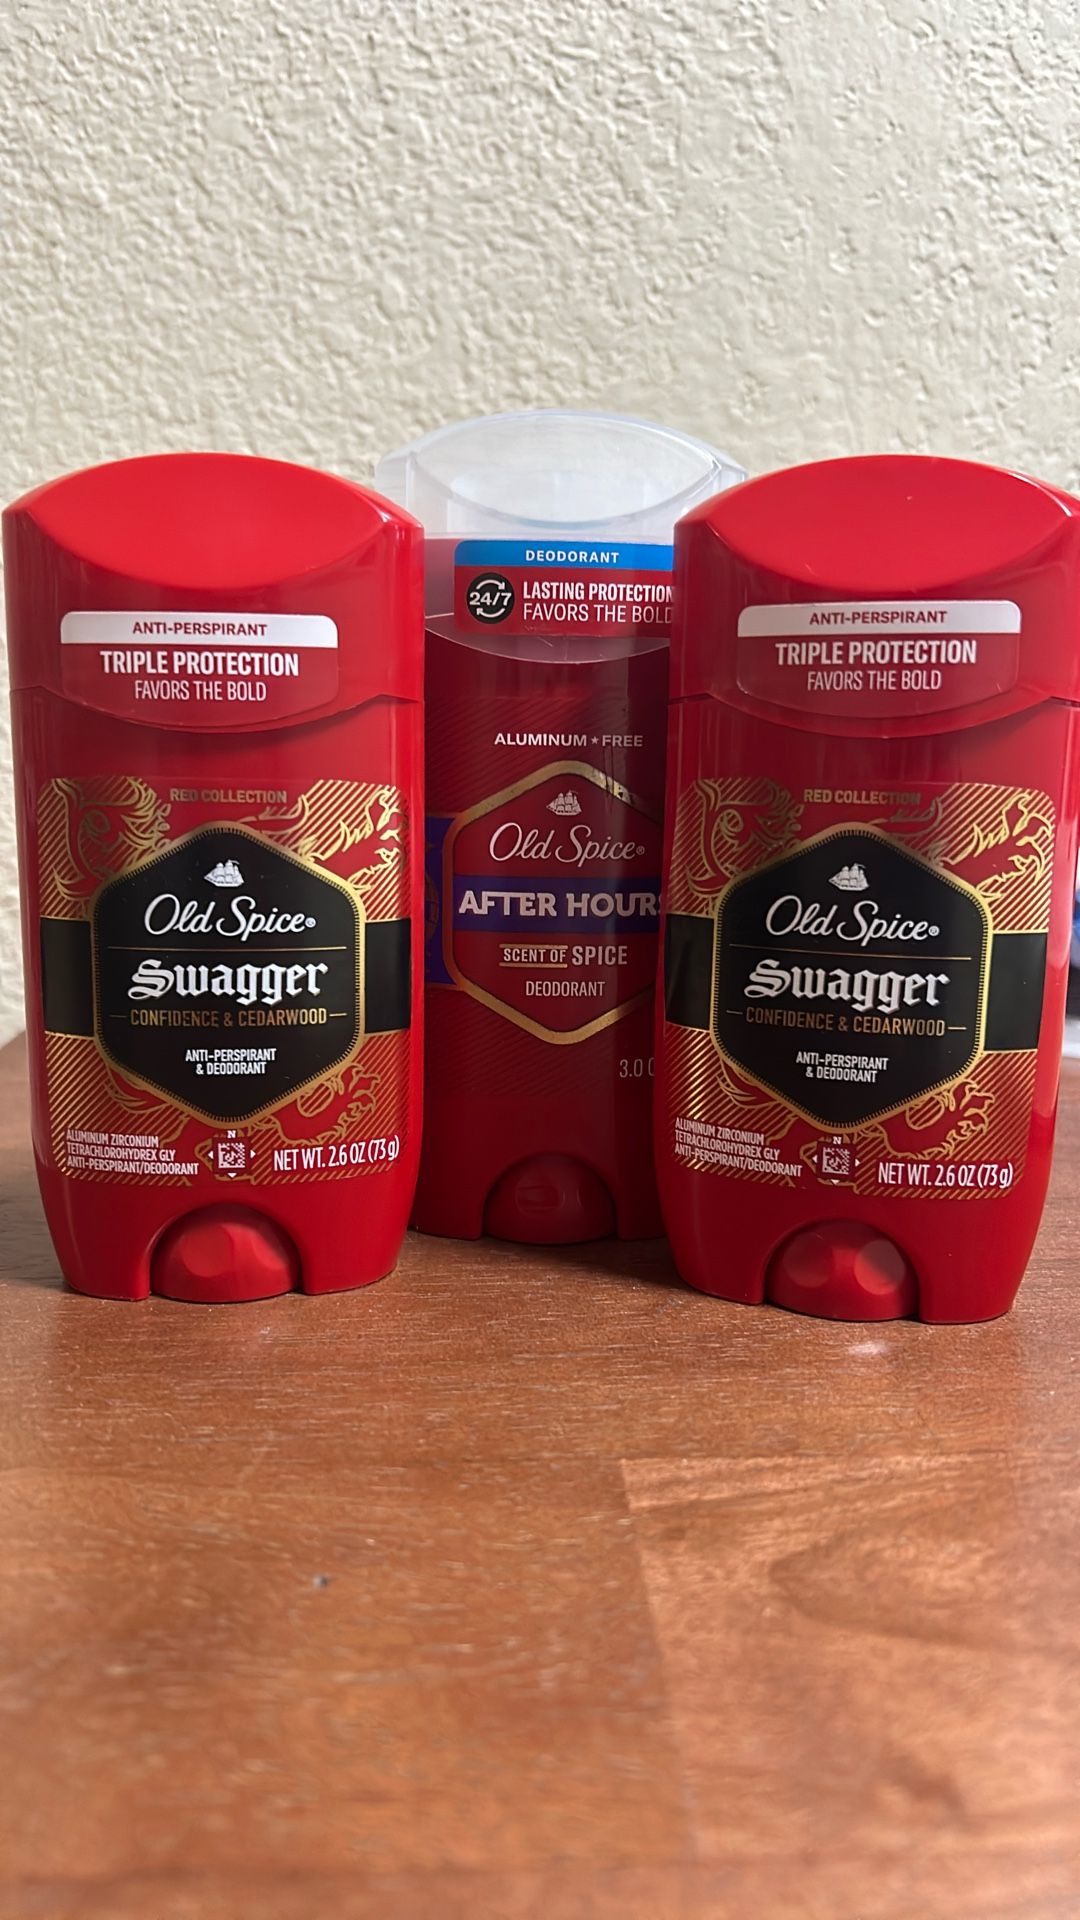 ANTI-PERSPIRANT
TRIPLE PROTECTION
FAVORS THE BOLD
RED COLLECTION
Old Spice®
Swagger
CONFIDENCE & CEDARWOOD
ANTI-PERSPIRANT
& DEODORANT
ALUMINUM ZIRCONIUM
TETRACHLOROHYDREX GLY
ANTI-PERSPIRANT/DEODORANT
N
NET WT. 2.6 OZ (73 g)
DEODORANT
24/7
LASTING PROTECTION
FAVORS THE BOLD
ALUMINUM★FREE
Old Spice®
AFTER HOURS
SCENT OF SPICE
DEODORANT
3.0
ANTI-PERSPIRANT
TRIPLE PROTECTION
FAVORS THE BOLD
RED COLLECTION
Old Spice®
Swagger
CONFIDENCE & CEDARWOOD
ANTI-PERSPIRANT
& DEODORANT
ALUMINUM ZIRCONIUM
TETRACHLOROHYDREX GLY
ANTI-PERSPIRANT/DEODORANT
N
NET WT. 2.6 OZ (73 g)